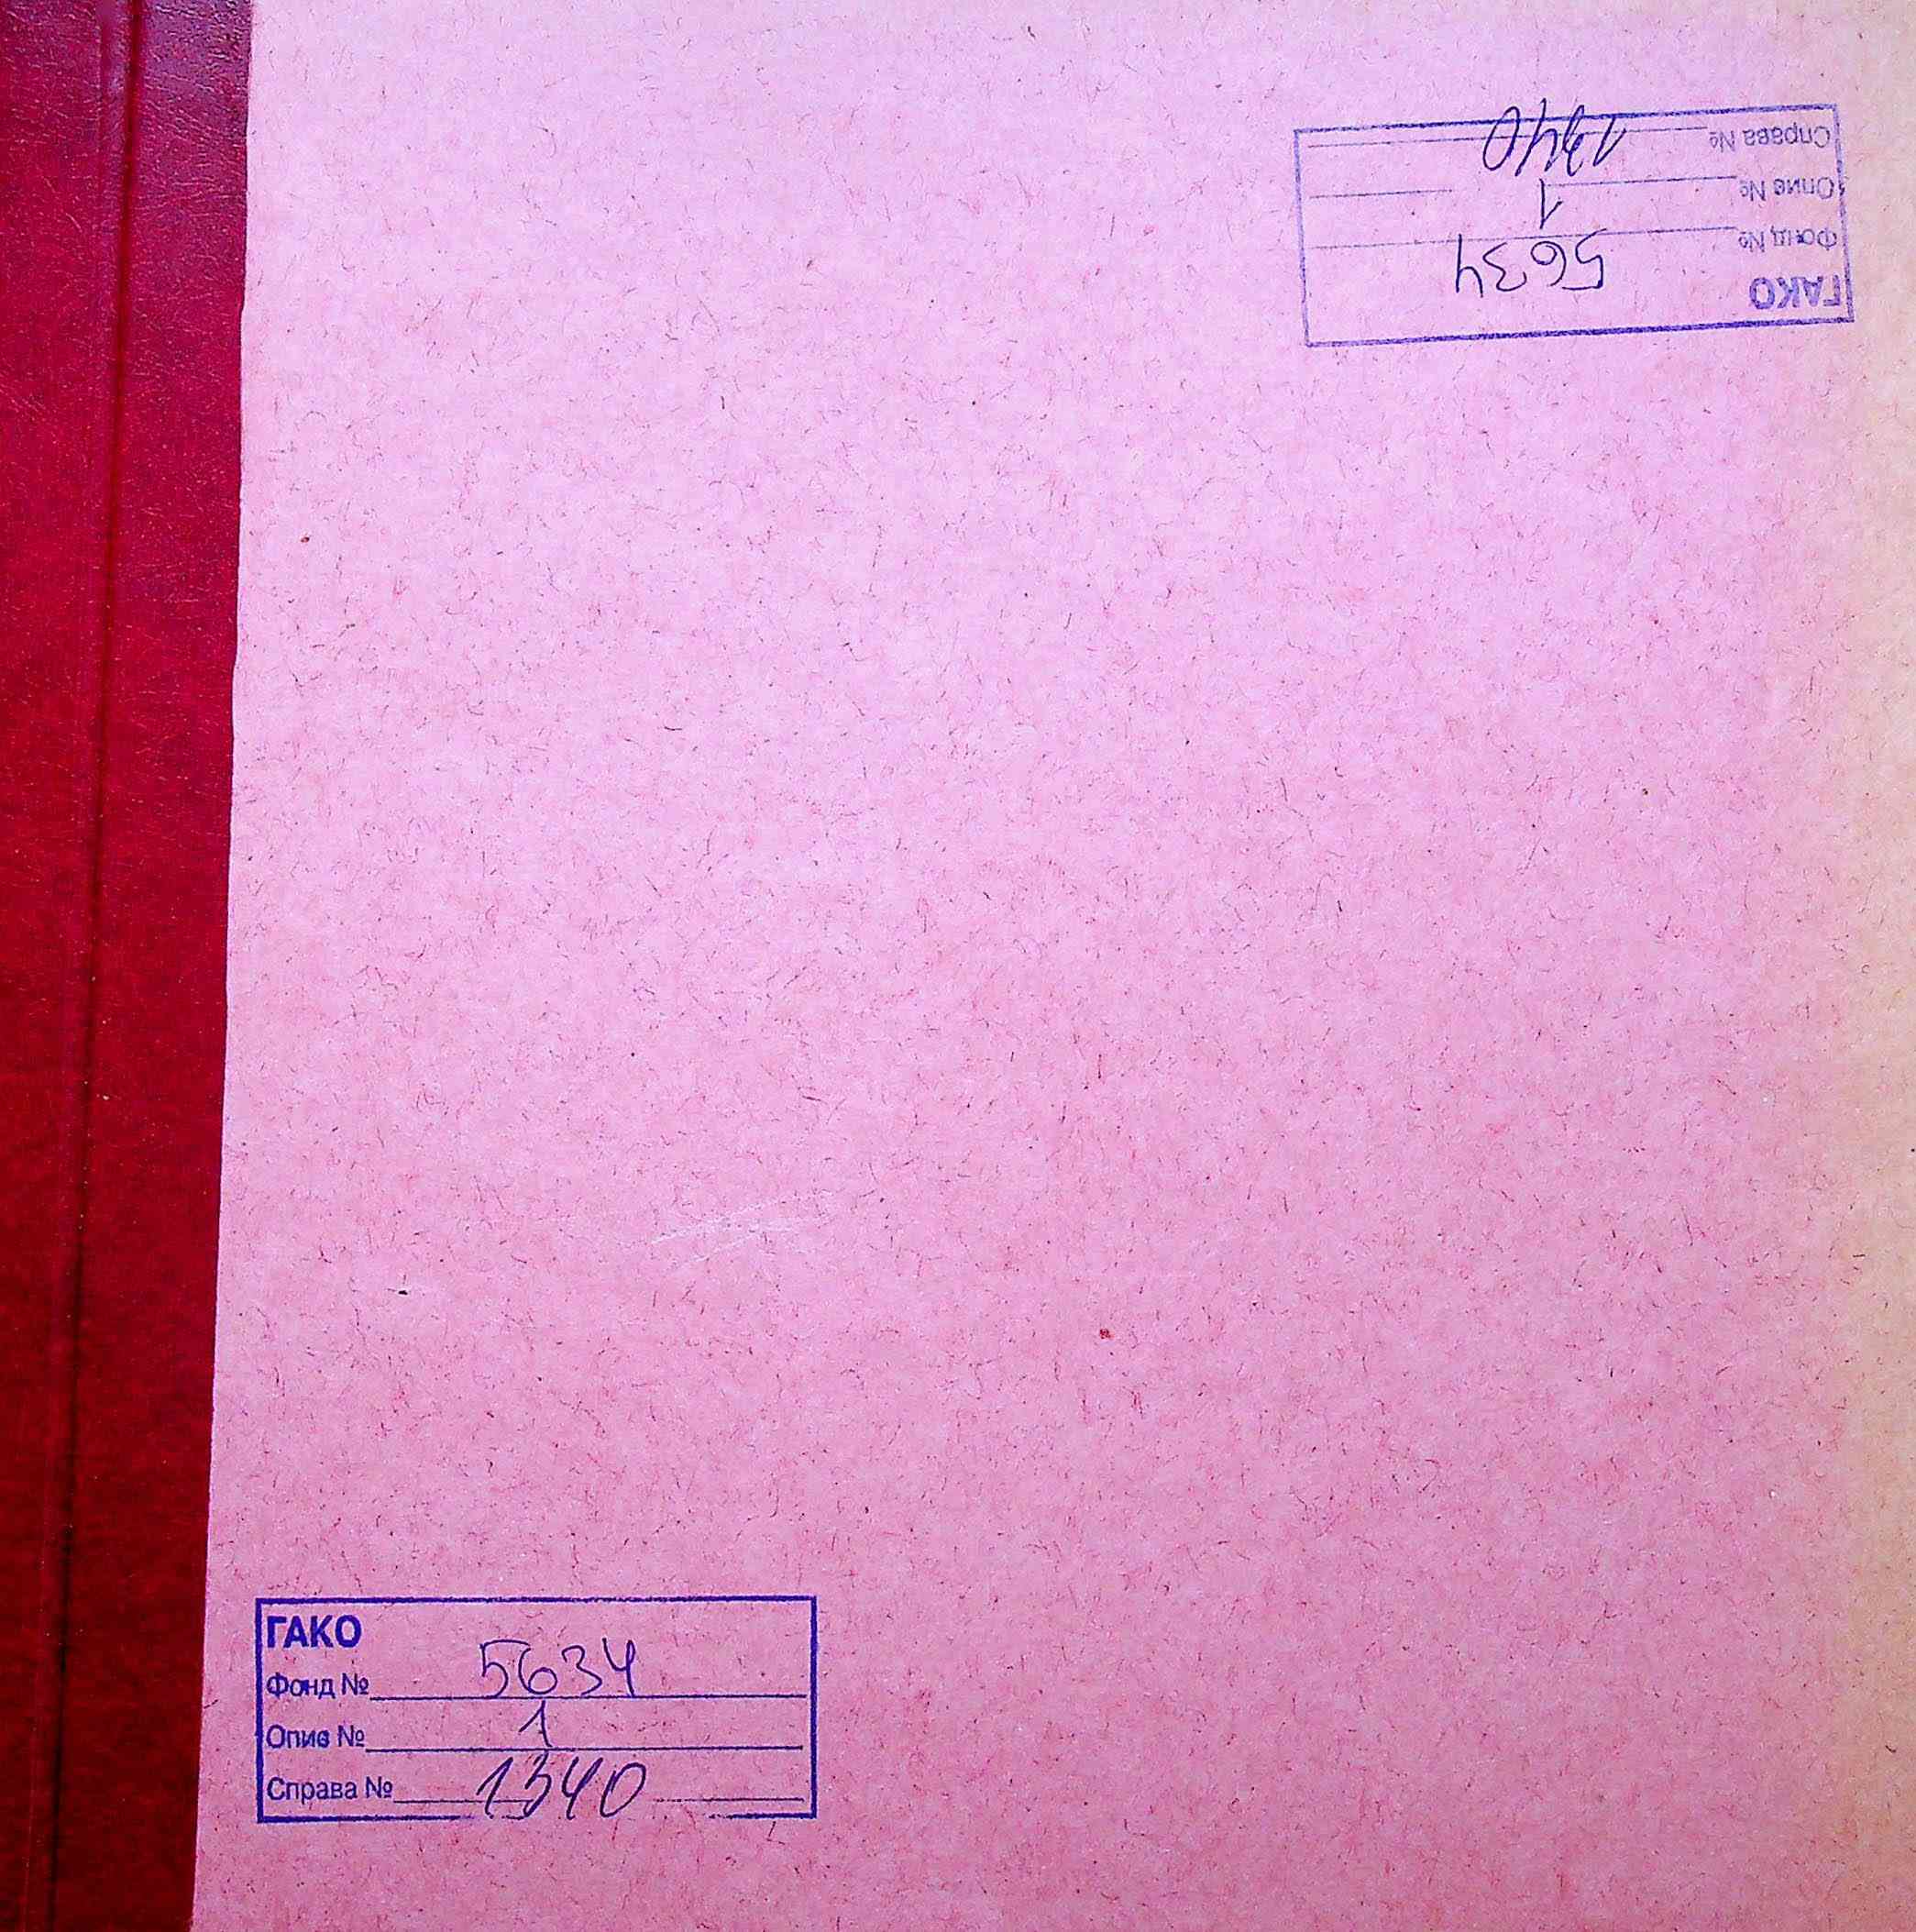 Справа № 1340
Опис № 1
Фонд № 5634
ГАКО
ГАКО
Фонд № 5634
Опис № 1
Справа № 1340